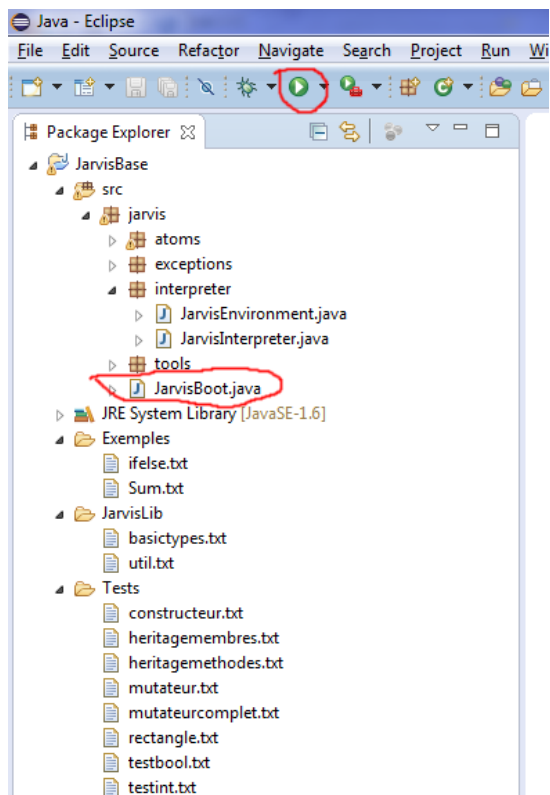 Java - Eclipse
File Edit Source Refactor Navigate Search Project Run Wi
Package Explorer
JarvisBase
src
jarvis
atoms
exceptions
interpreter
JarvisEnvironment.java
JarvisInterpreter.java
tools
JarvisBoot.java
JRE System Library [JavaSE-1.6]
Exemples
ifelse.txt
Sum.txt
JarvisLib
basictypes.txt
util.txt
Tests
constructeur.txt
heritagemembres.txt
heritagemethodes.txt
mutateur.txt
mutateurcomplet.txt
rectangle.txt
testbool.txt
testint.txt